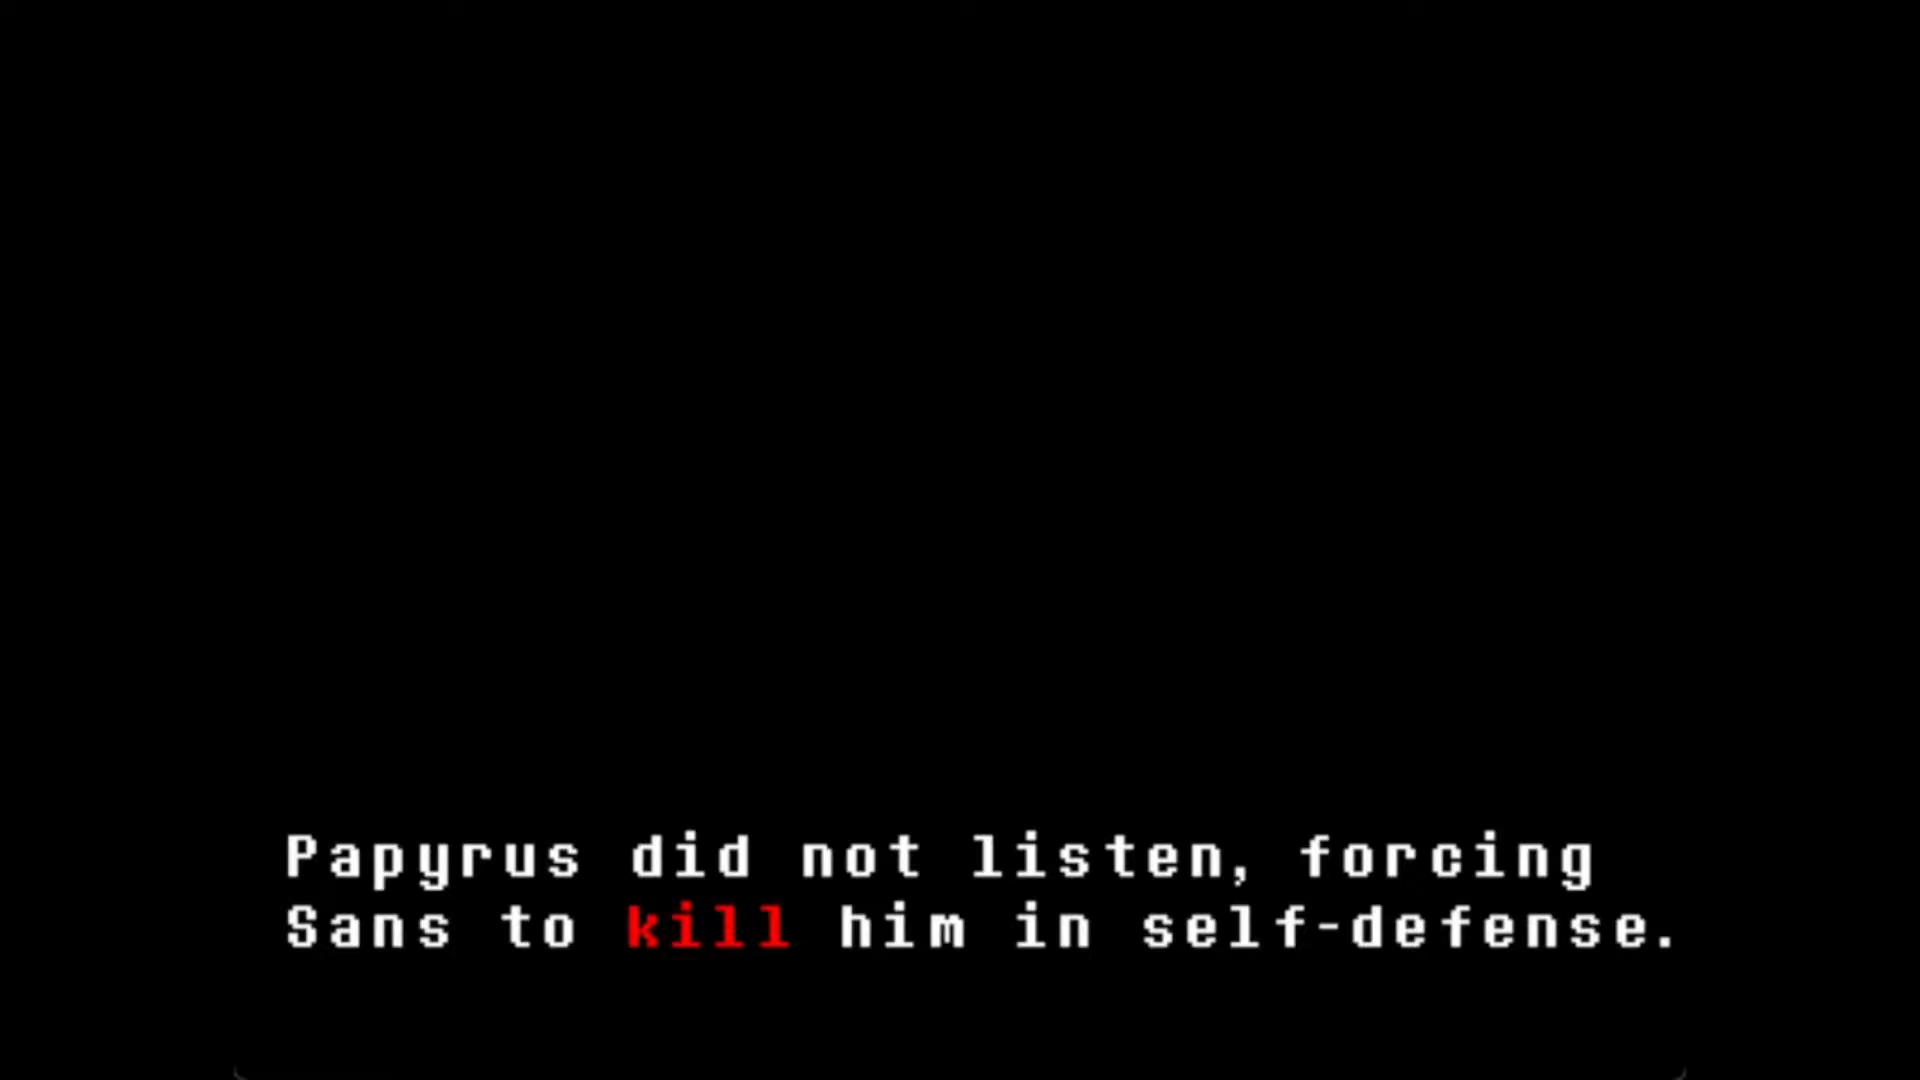 Papyrus did not listen, forcing
Sans to kill him in self-defense.